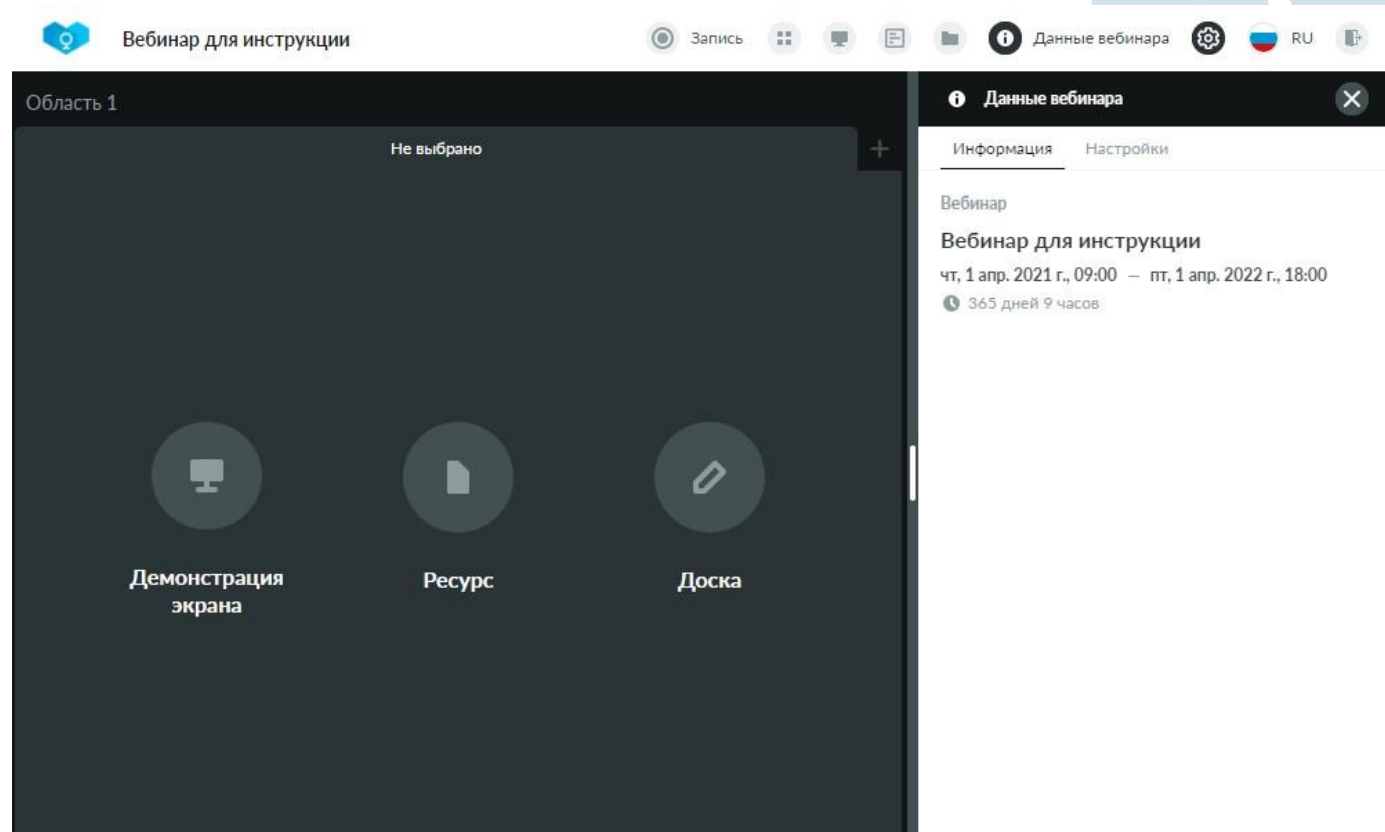 Вебинар для инструкции
Запись
Данные вебинара
RU
Область 1
Не выбрано
Демонстрация
экрана
Ресурс
Доска
Данные вебинара
Информация
Настройки
Вебинар
Вебинар для инструкции
чт, 1 апр. 2021 г., 09:00 — пт, 1 апр. 2022 г., 18:00
365 дней 9 часов